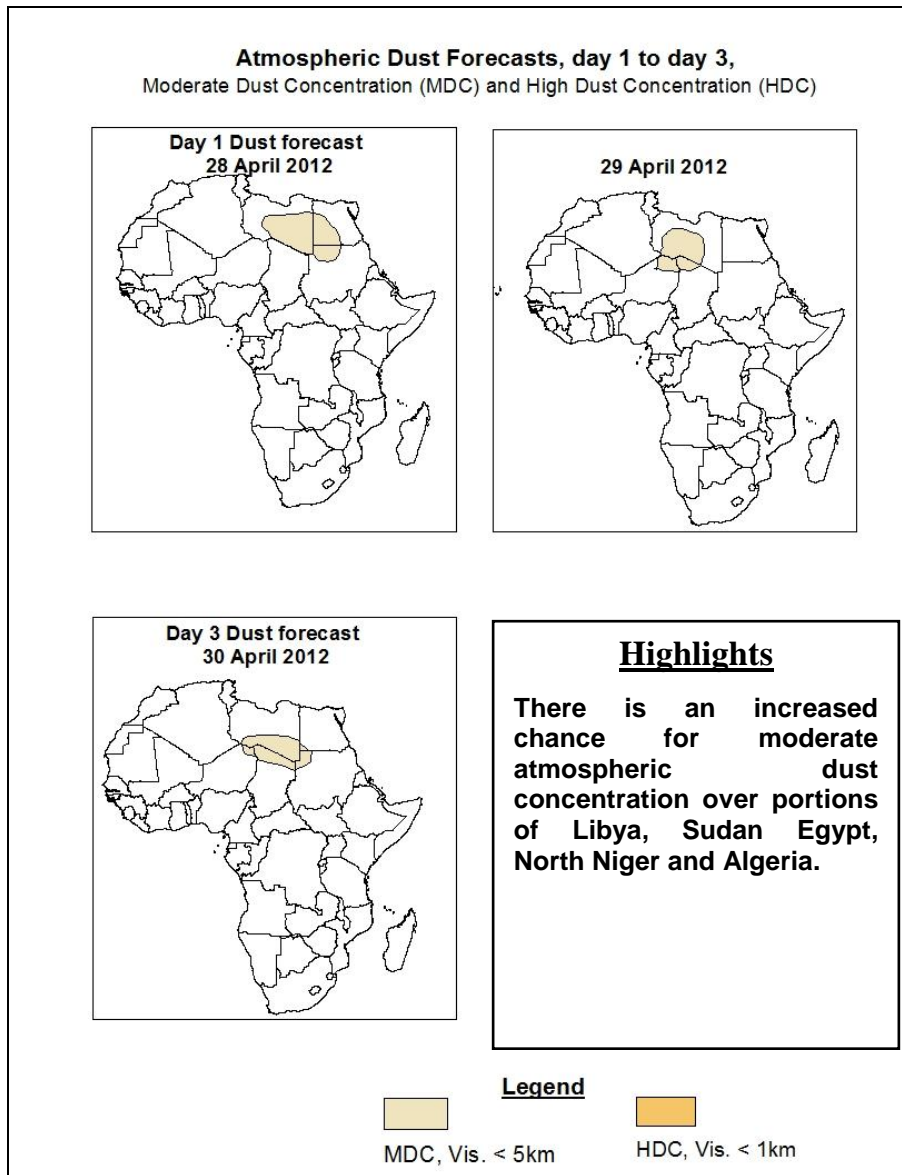 Atmospheric Dust Forecasts, day 1 to day 3,
Moderate Dust Concentration (MDC) and High Dust Concentration (HDC)
Day 1 Dust forecast
28 April 2012
29 April 2012
Day 3 Dust forecast
30 April 2012
Highlights
There is an increased
chance for moderate
atmospheric dust
concentration over portions
of Libya, Sudan Egypt,
North Niger and Algeria.
Legend
MDC, Vis. < 5km
HDC, Vis. < 1km